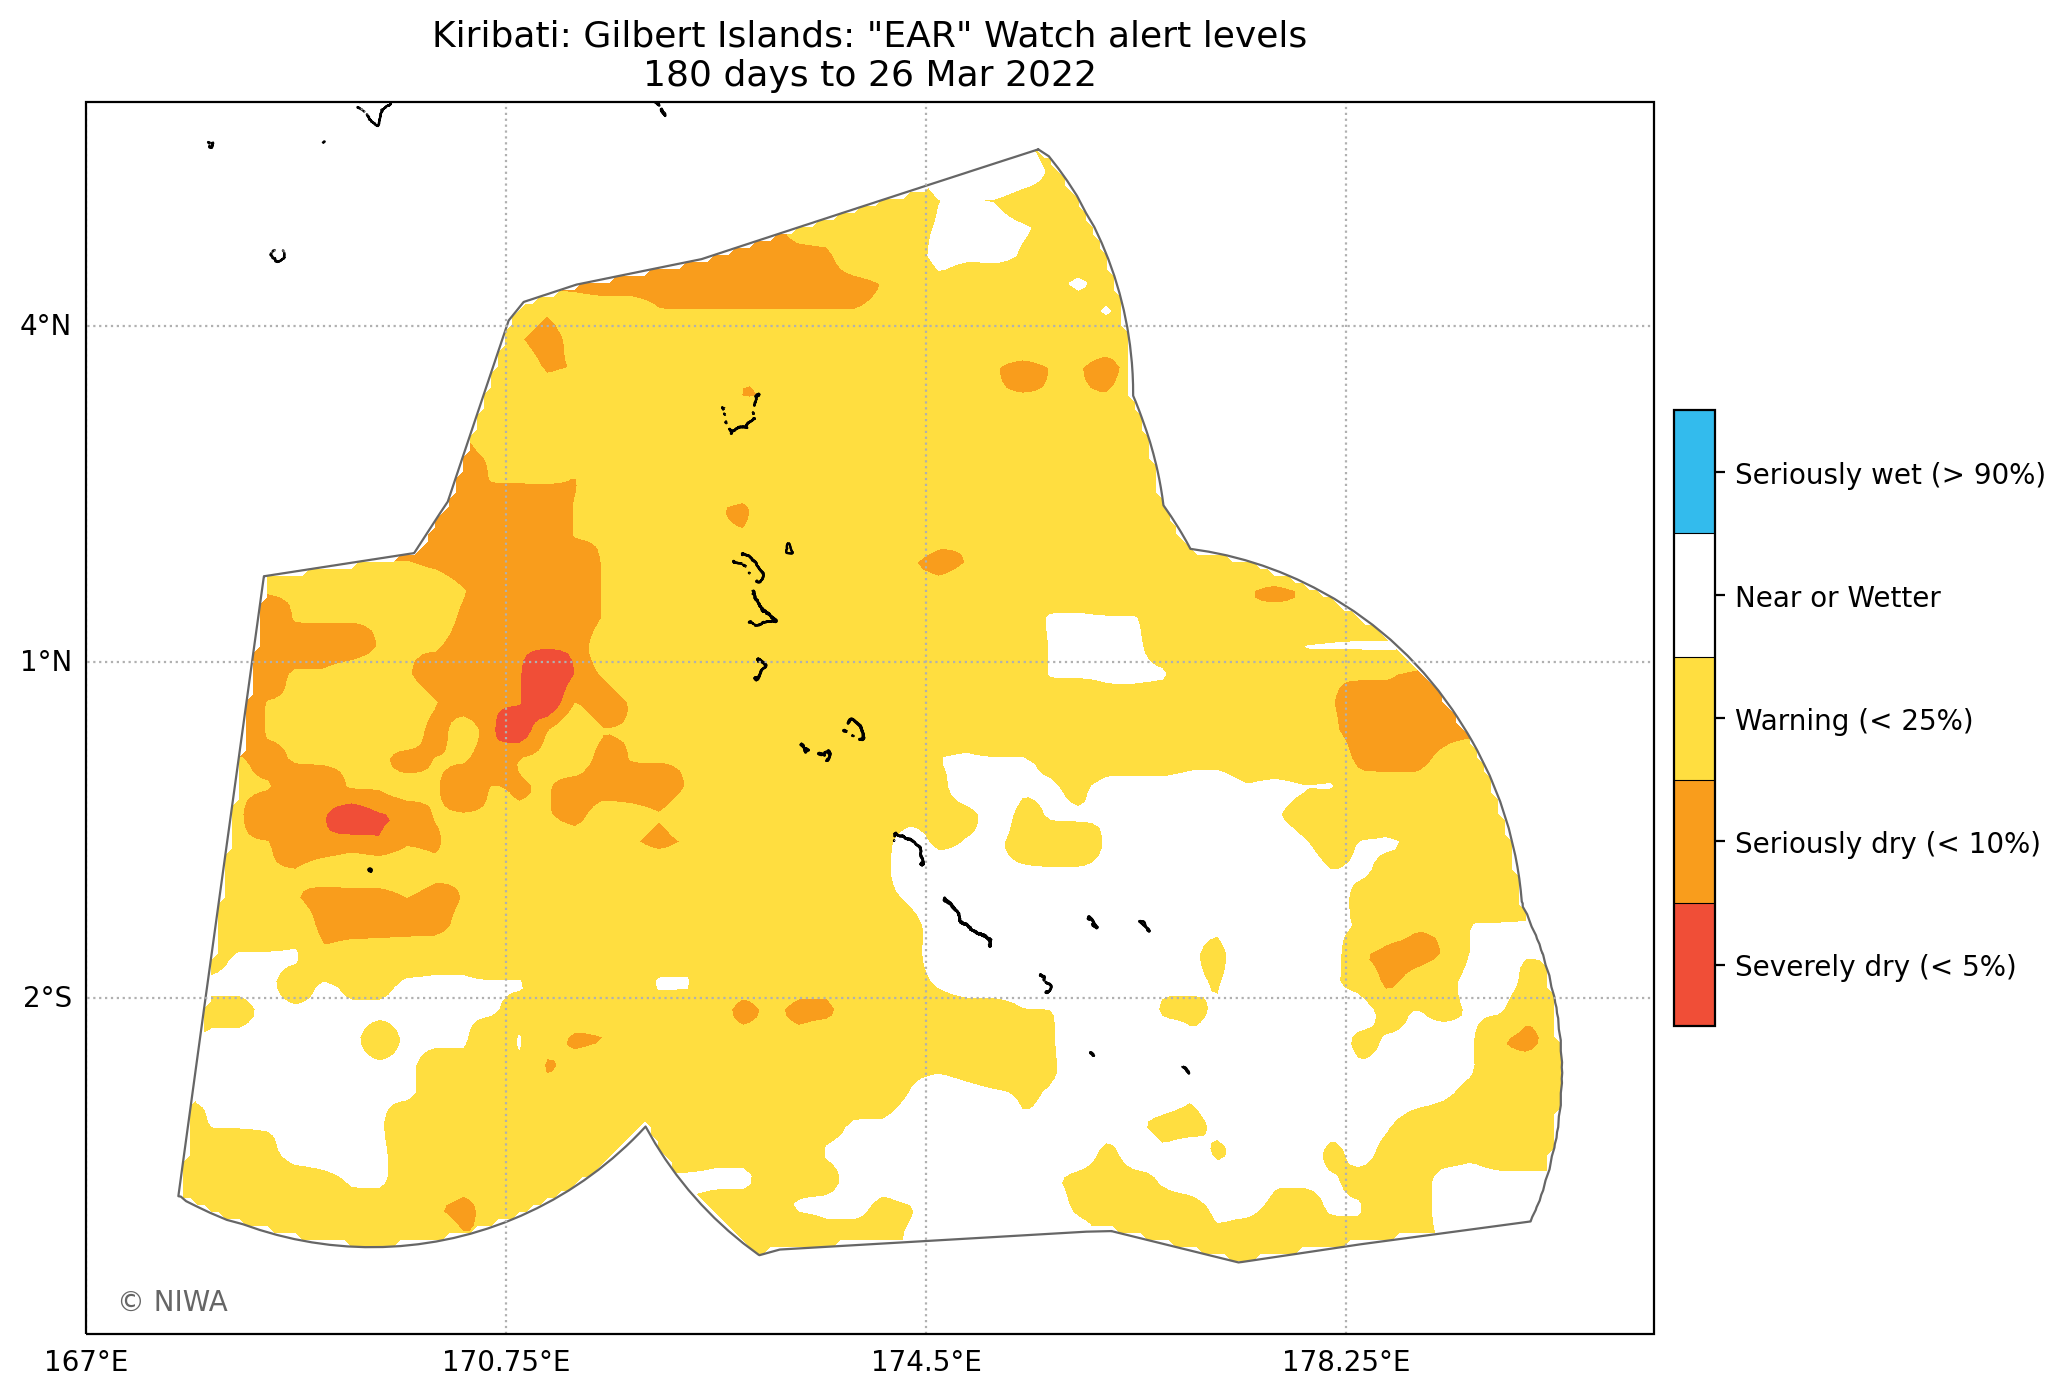 Kiribati: Gilbert Islands: "EAR" Watch alert levels
180 days to 26 Mar 2022
4°N
1°N
2°S
Seriously wet (> 90%)
Near or Wetter
Warning (< 25%)
Seriously dry (< 10%)
Severely dry (< 5%)
© NIWA
167°E
170.75°E
174.5°E
178.25°E